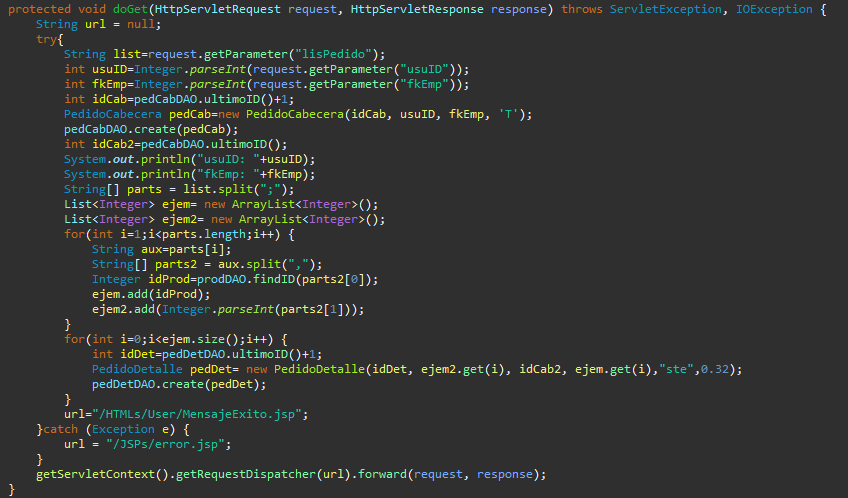 protected void doGet(HttpServletRequest request, HttpServletResponse response) throws ServletException, IOException {
    String url = null;
    try{
        String list=request.getParameter("lisPedido");
        int usuID=Integer.parseInt(request.getParameter("usuID"));
        int fkEmp=Integer.parseInt(request.getParameter("fkEmp"));
        int idCab=pedCabDAO.ultimoID()+1;
        PedidoCabecera pedCab=new PedidoCabecera(idCab, usuID, fkEmp, 'T');
        pedCabDAO.create(pedCab);
        int idCab2=pedCabDAO.ultimoID();
        System.out.println("usuID: "+usuID);
        System.out.println("fkEmp: "+fkEmp);
        String[] parts = list.split(";");
        List<Integer> ejem= new ArrayList<Integer>();
        List<Integer> ejem2= new ArrayList<Integer>();
        for(int i=1;i<parts.length;i++) {
            String aux=parts[i];
            String[] parts2 = aux.split(",");
            Integer idProd=prodDAO.findID(parts2[0]);
            ejem.add(idProd);
            ejem2.add(Integer.parseInt(parts2[1]));
        }
        for(int i=0;i<ejem.size();i++) {
            int idDet=pedDetDAO.ultimoID()+1;
            PedidoDetalle pedDet= new PedidoDetalle(idDet, ejem2.get(i), idCab2, ejem.get(i),"ste",0.32);
            pedDetDAO.create(pedDet);
        }
        url="/HTMLs/User/MensajeExito.jsp";
    }catch (Exception e) {
        url = "/JSPs/error.jsp";
    }
    getServletContext().getRequestDispatcher(url).forward(request, response);
}